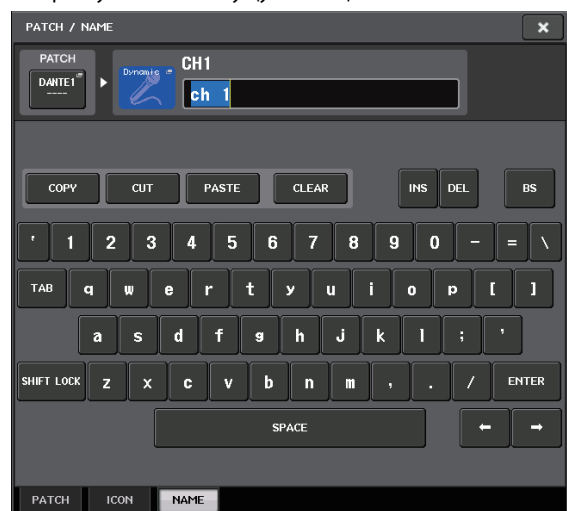 PATCH / NAME
PATCH
DANTE1
----
Dynamic
CH1
ch 1
COPY CUT PASTE CLEAR INS DEL BS
' 1 2 3 4 5 6 7 8 9 0 - = \
TAB q w e r t y u i o p [ ]
a s d f g h j k l ; '
SHIFT LOCK z x c v b n m , . / ENTER
SPACE ← →
PATCH ICON NAME